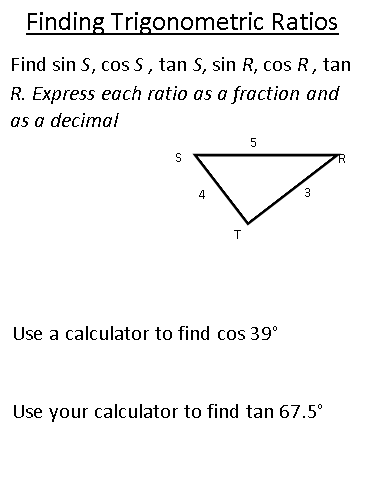 Finding Trigonometric Ratios
Find sin S, cos S , tan S, sin R, cos R , tan
R. Express each ratio as a fraction and
as a decimal
5
S
R
4
3
T
Use a calculator to find cos 39°
Use your calculator to find tan 67.5°